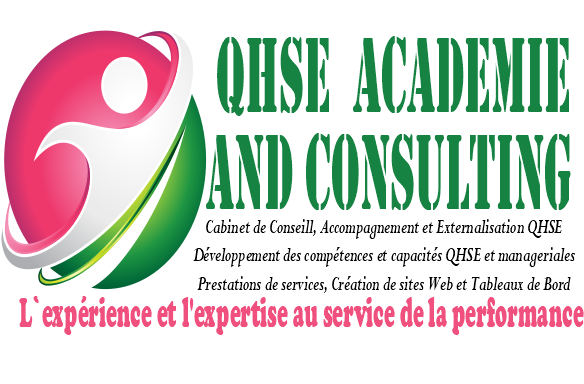 QHSE ACADEMIE
AND CONSULTING
Cabinet de Conseill, Accompagnement et Externalisation QHSE
Développement des compétences et capacités QHSE et manageriales
Prestations de services, Création de sites Web et Tableaux de Bord
L`expérience et l'expertise au service de la performance